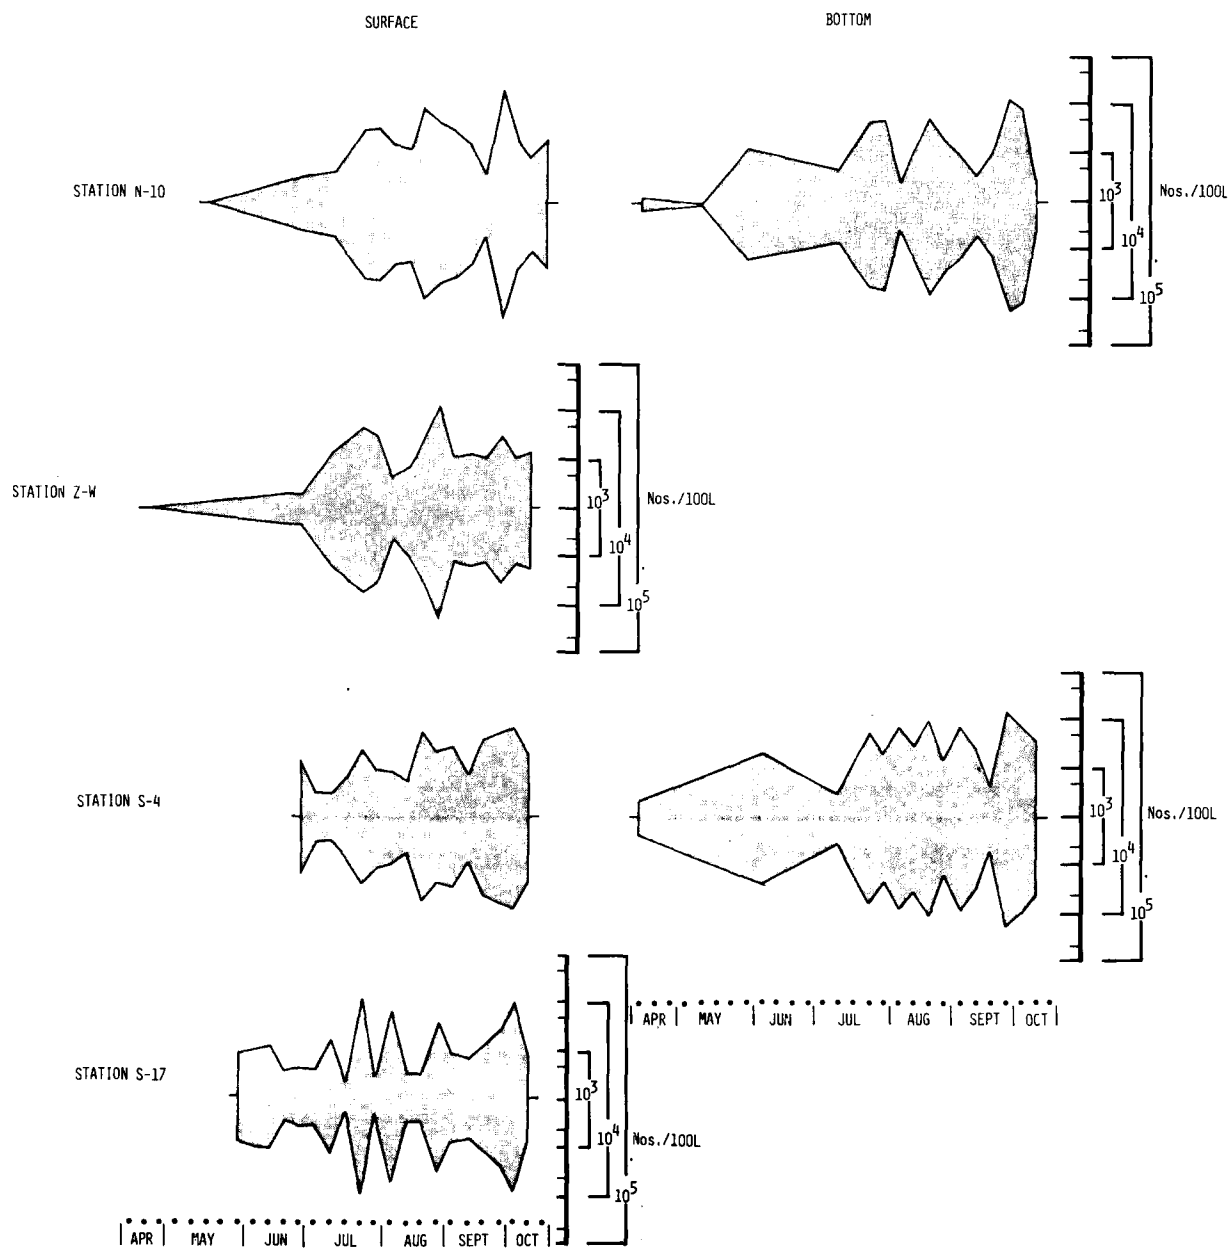 SURFACE
BOTTOM
STATION N-10
10³
10⁴
10⁵
Nos./100L
STATION Z-W
10³
10⁴
10⁵
Nos./100L
STATION S-4
10³
10⁴
10⁵
Nos./100L
APR MAY JUN JUL AUG SEPT OCT
STATION S-17
10³
10⁴
10⁵
Nos./100L
APR MAY JUN JUL AUG SEPT OCT